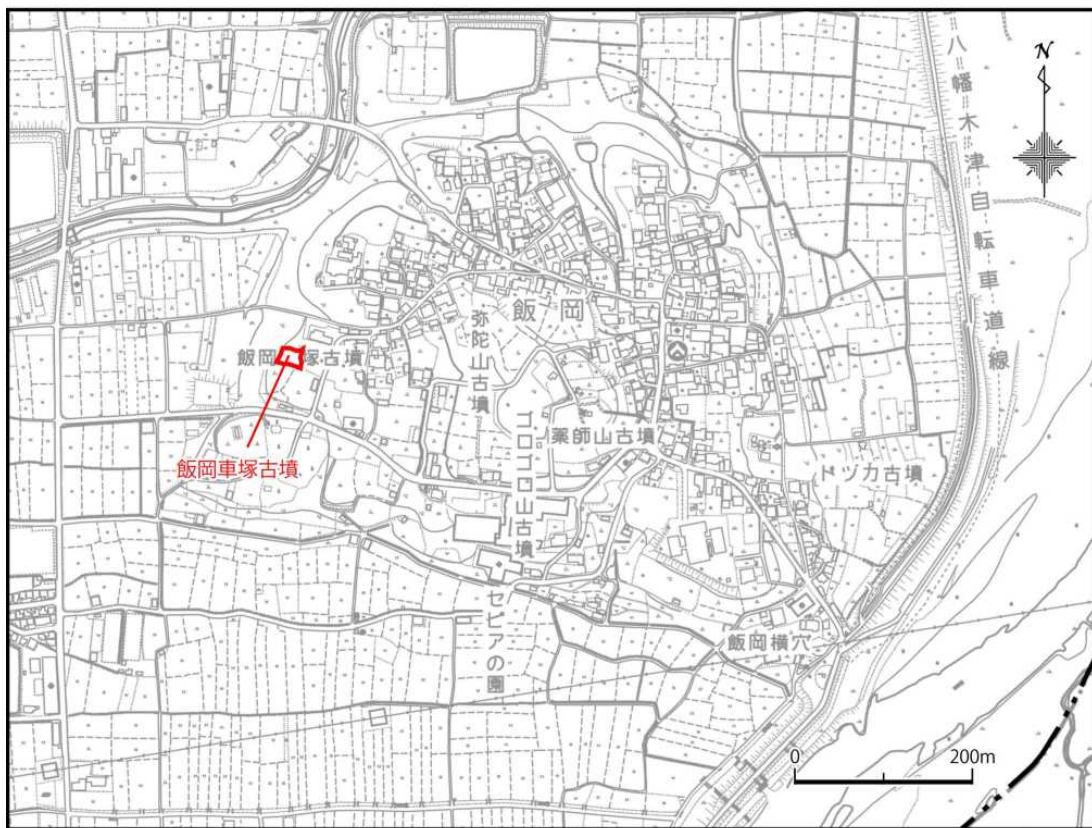 八幡木津自転車道線
N
飯岡
弥陀山古墳
飯岡車塚古墳
ゴロゴロ山古墳
薬師山古墳
トヅカ古墳
飯岡車塚古墳
セビアの園
飯岡横穴
0 200m